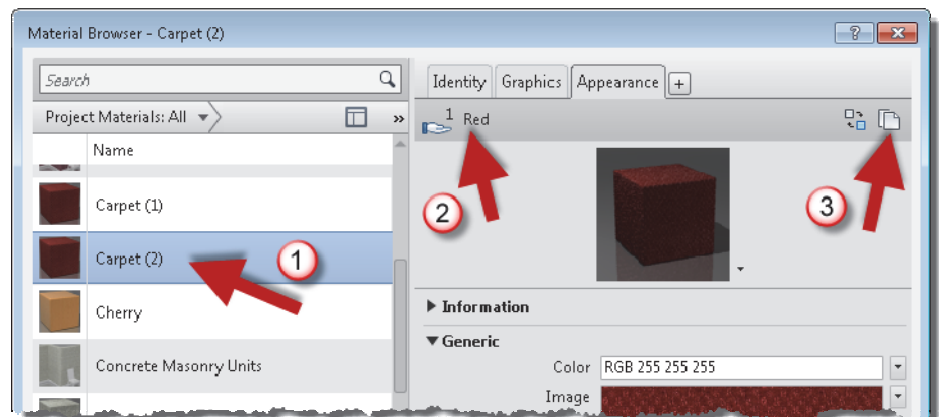 Material Browser - Carpet (2)
?
Search
Identity
Graphics
Appearance
+
Project Materials: All
»
1
Red
Name
Carpet (1)
2
3
Carpet (2)
1
Cherry
Information
Generic
Concrete Masonry Units
Color
RGB 255 255 255
Image